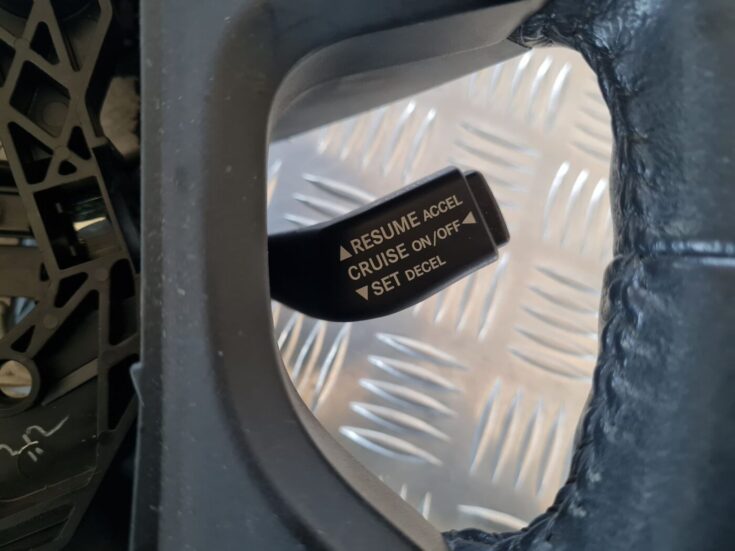 ▲RESUME ACCEL
CRUISE ON/OFF◀
▼SET DECEL